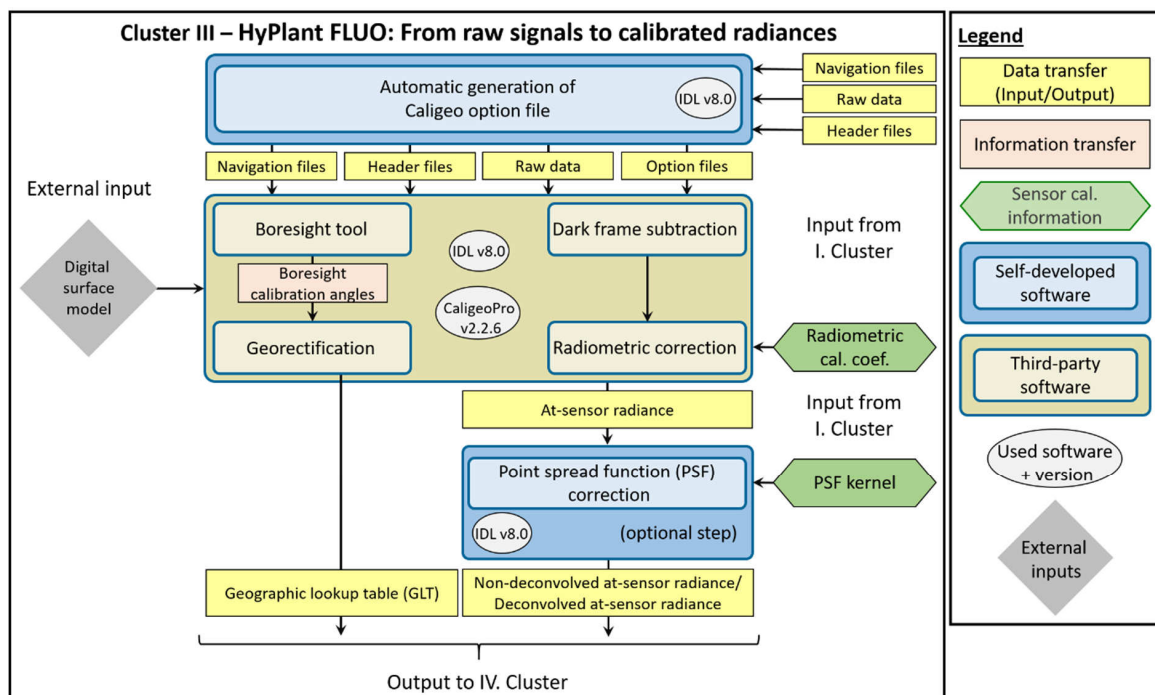 Cluster III – HyPlant FLUO: From raw signals to calibrated radiances
Automatic generation of
Caligeo option file
IDL v8.0
Navigation files
Raw data
Header files
Navigation files
Header files
Raw data
Option files
External input
Digital
surface
model
Boresight tool
Boresight
calibration angles
Georectification
IDL v8.0
CaligeoPro
v2.2.6
Dark frame subtraction
Radiometric correction
Input from
I. Cluster
Radiometric
cal. coef.
At-sensor radiance
Input from
I. Cluster
Point spread function (PSF)
correction
IDL v8.0
(optional step)
PSF kernel
Geographic lookup table (GLT)
Non-deconvolved at-sensor radiance/
Deconvolved at-sensor radiance
Output to IV. Cluster
Legend
Data transfer
(Input/Output)
Information transfer
Sensor cal.
information
Self-developed
software
Third-party
software
Used software
+ version
External
inputs